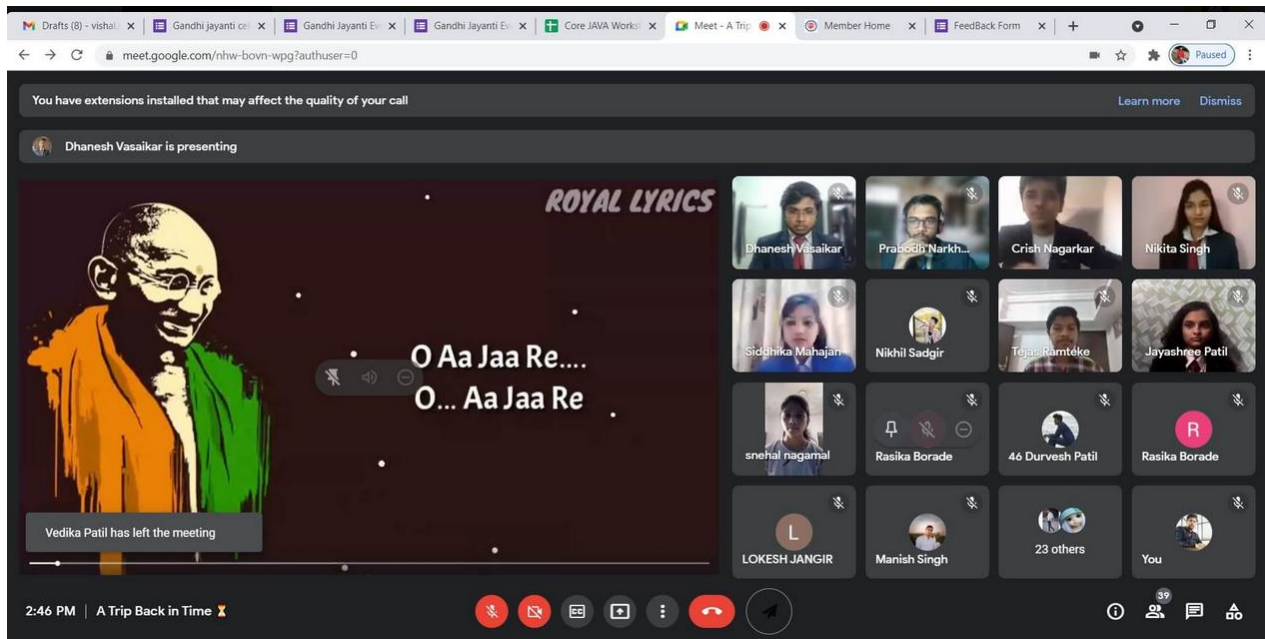 Drafts (8) - vishal.
Gandhi jayanti cel
Gandhi Jayanti Eve
Gandhi Jayanti Ev
Core JAVA Works
Meet - A Trip
Member Home
FeedBack Form
meet.google.com/nhw-bovn-wpg?authuser=0
Paused
You have extensions installed that may affect the quality of your call
Learn more Dismiss
Dhanesh Vasaikar is presenting
ROYAL LYRICS
O Aa Jaa Re....
O... Aa Jaa Re
Vedika Patil has left the meeting
Dhanesh Vasaikar
Prabodh Narkh...
Crish Nagarkar
Nikita Singh
Siddhika Mahajan
Nikhil Sadgir
Tejas Ramteke
Jayashree Patil
snehal nagamal
Rasika Borade
46 Durvesh Patil
R
Rasika Borade
L
LOKESH JANGIR
Manish Singh
23 others
You
2:46 PM | A Trip Back in Time ⌛
CC
39